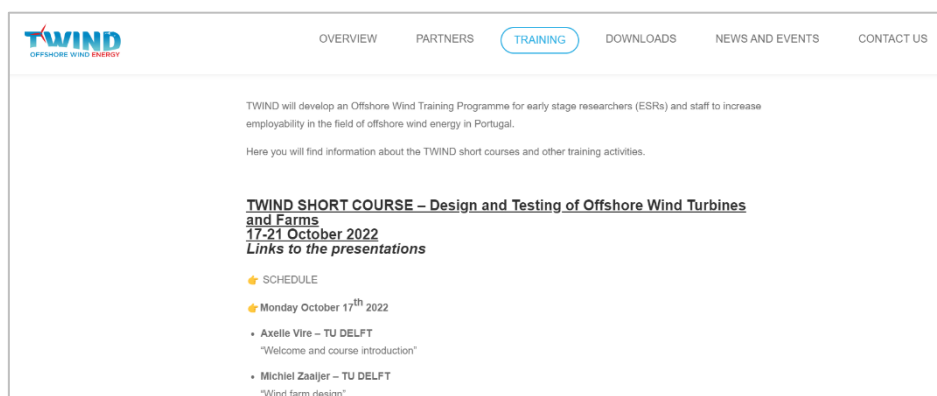 TWIND
OFFSHORE WIND ENERGY
OVERVIEW PARTNERS TRAINING DOWNLOADS NEWS AND EVENTS CONTACT US
TWIND will develop an Offshore Wind Training Programme for early stage researchers (ESRs) and staff to increase
employability in the field of offshore wind energy in Portugal.
Here you will find information about the TWIND short courses and other training activities.
TWIND SHORT COURSE – Design and Testing of Offshore Wind Turbines
and Farms
17-21 October 2022
Links to the presentations
👉 SCHEDULE
👉 Monday October 17th 2022
• Axelle Vire – TU DELFT
“Welcome and course introduction”
• Michiel Zaaijer – TU DELFT
“Wind farm design”